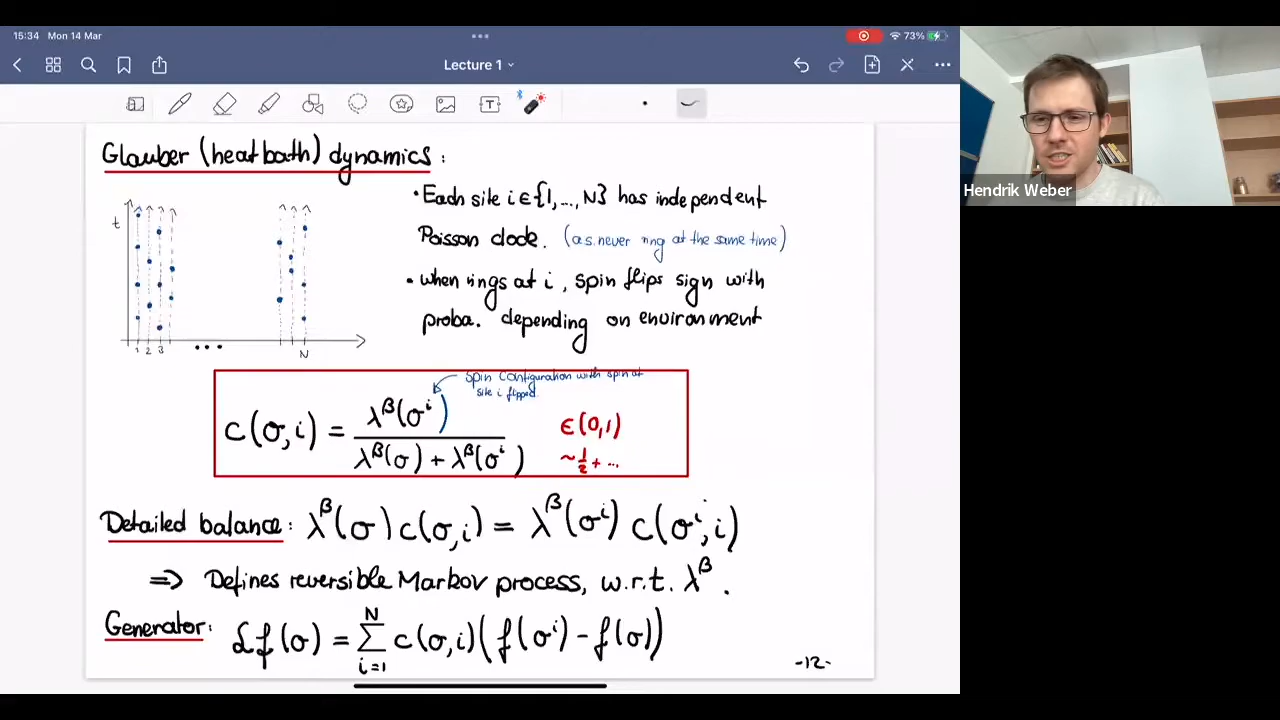 15:34 Mon 14 Mar
73%
Lecture 1
Hendrik Weber
Glauber (heat bath) dynamics :
t
1 2 3 ... N
• Each site i ∈ {1, ..., N} has independent
Poisson clock. (a.s. never ring at the same time)
• when rings at i, spin flips sign with
proba. depending on environment
Spin Configuration with spin at
site i flipped.
c(σ,i) = λ^β(σ^i) / (λ^β(σ) + λ^β(σ^i))
∈ (0,1)
~ 1/2 + ...
Detailed balance: λ^β(σ) c(σ,i) = λ^β(σ^i) c(σ^i, i)
⇒ Defines reversible Markov process, w.r.t. λ^β.
Generator: ℒf(σ) = ∑_{i=1}^N c(σ,i)(f(σ^i) - f(σ))
-12-